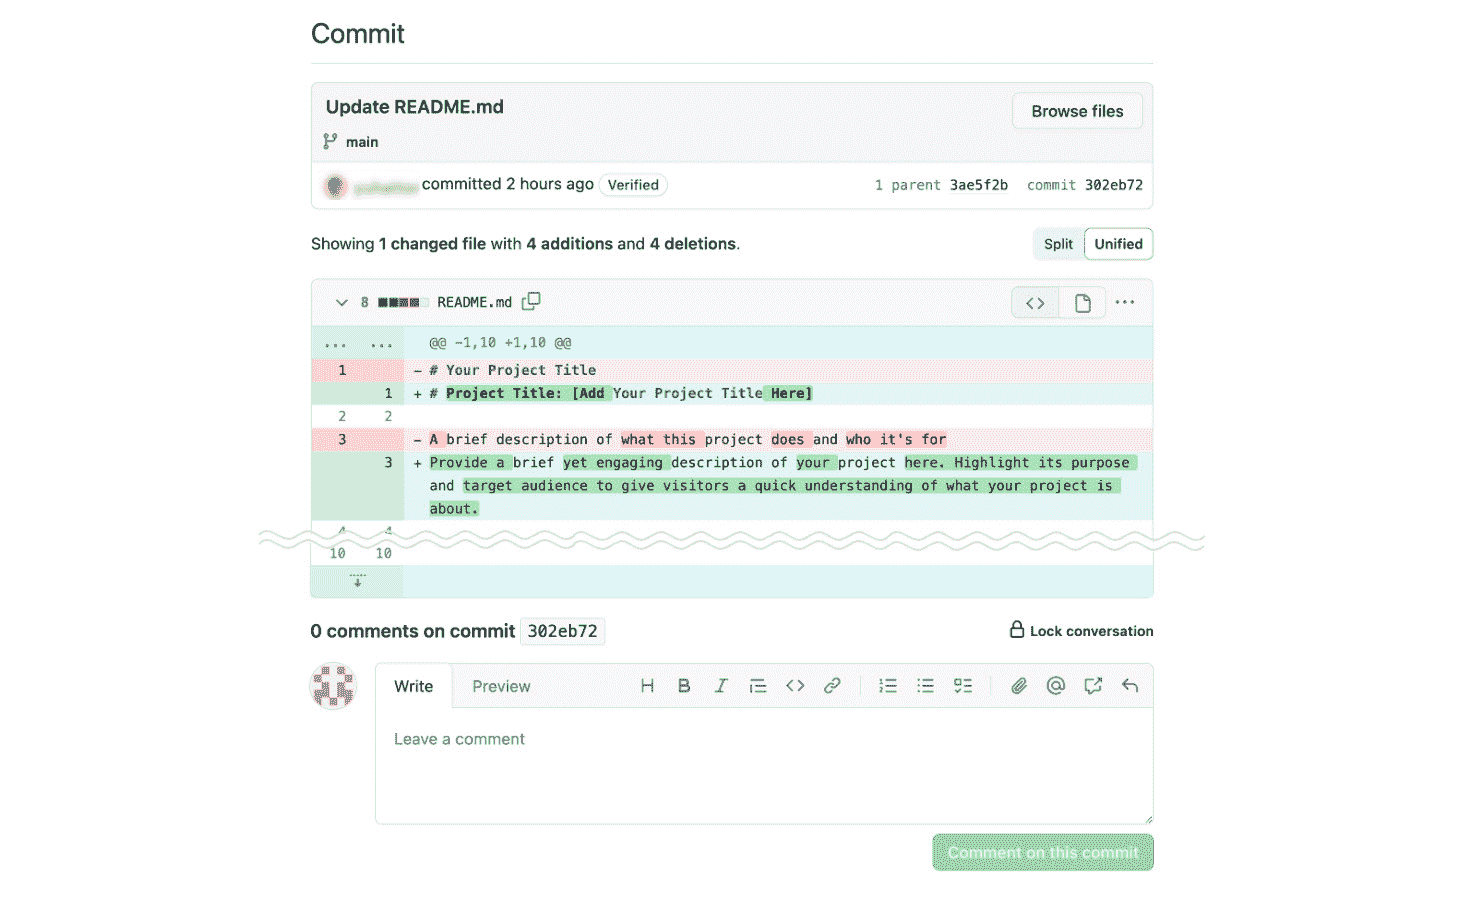 Commit
Update README.md
Browse files
main
committed 2 hours ago Verified
1 parent 3ae5f2b commit 302eb72
Showing 1 changed file with 4 additions and 4 deletions.
Split Unified
8 README.md
... ... @@ -1,10 +1,10 @@
1 - # Your Project Title
1 + # Project Title: [Add Your Project Title Here]
2 2
3 - A brief description of what this project does and who it's for
3 + Provide a brief yet engaging description of your project here. Highlight its purpose
and target audience to give visitors a quick understanding of what your project is
about.
4 4
10 10
0 comments on commit 302eb72
Lock conversation
Write Preview
Leave a comment
Comment on this commit